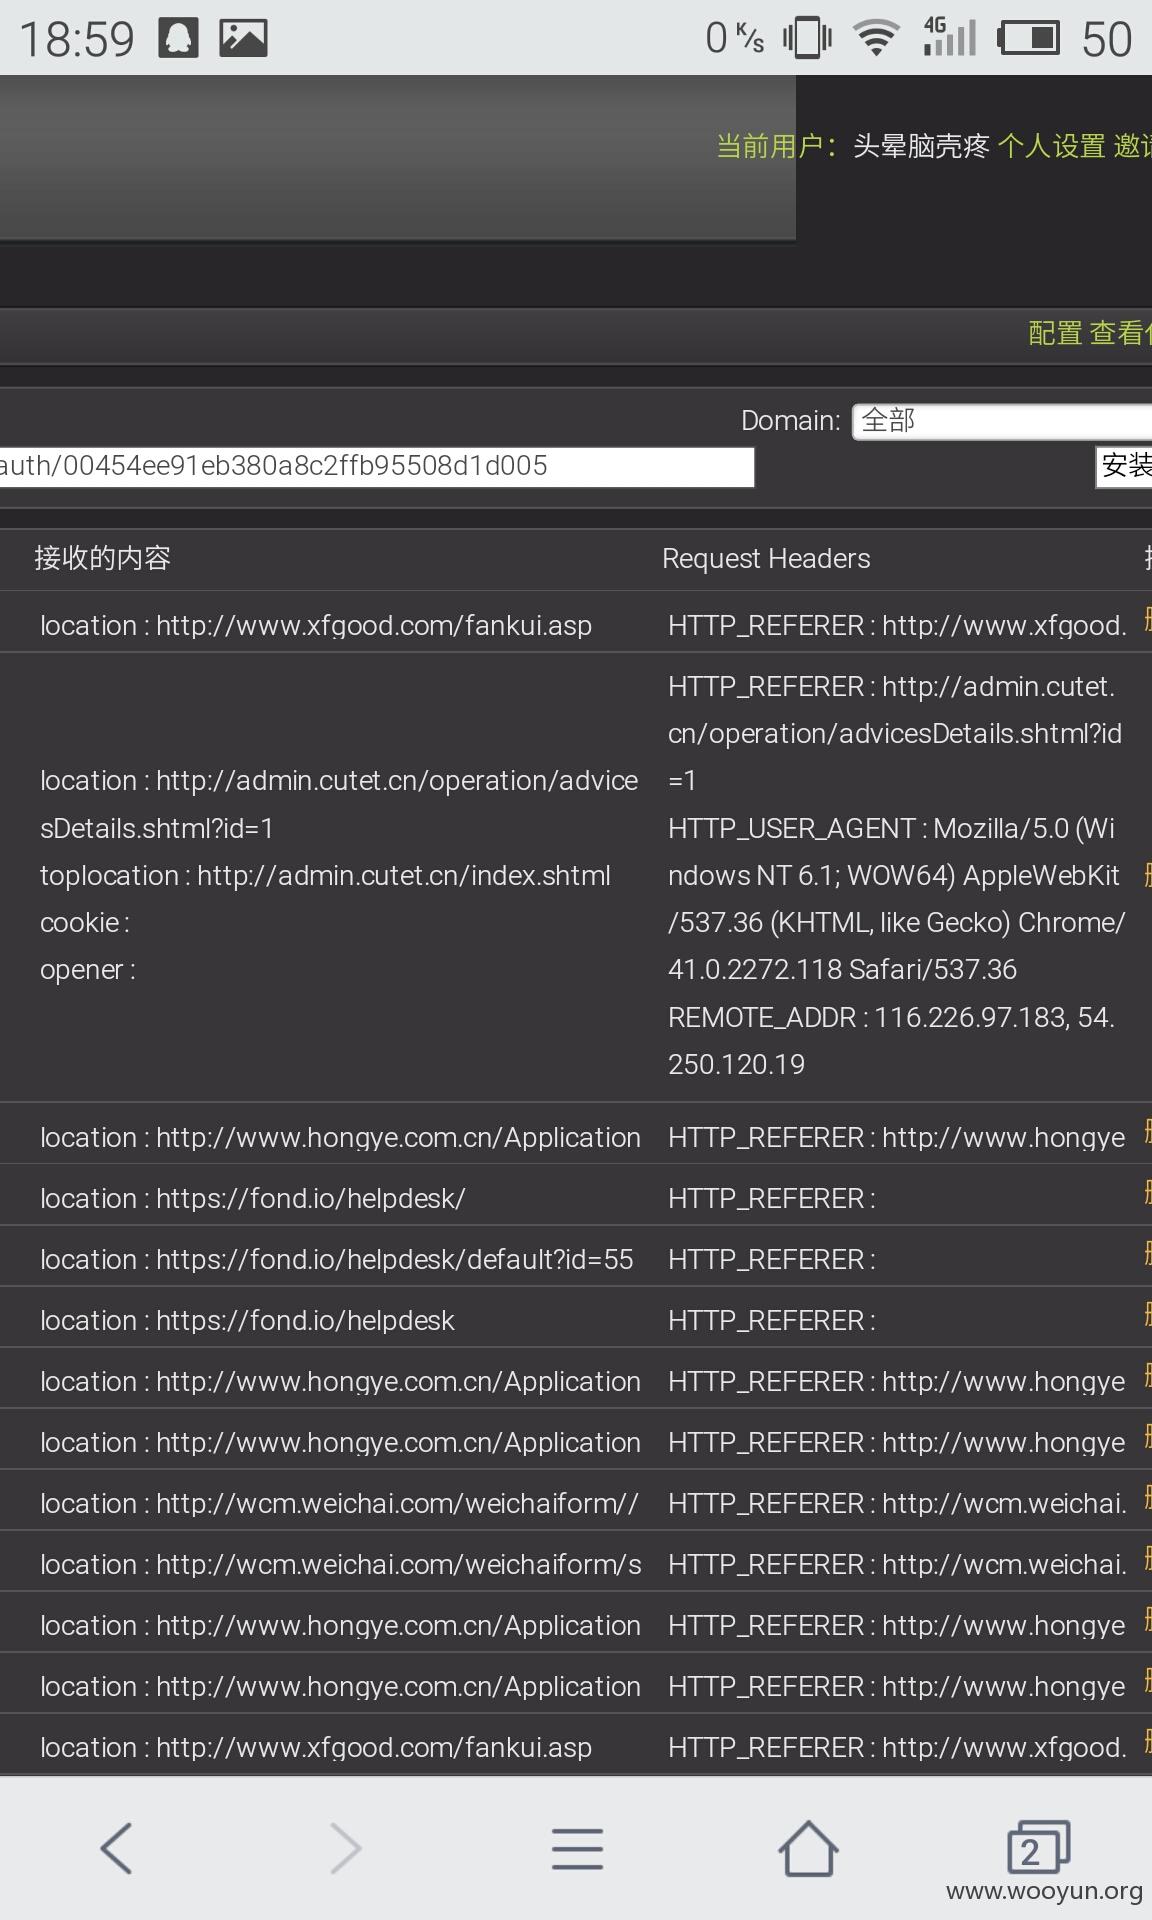 18:59 0 K/s 4G 50
当前用户：头晕脑壳疼 个人设置 邀请
配置 查看
Domain: 全部
auth/00454ee91eb380a8c2ffb95508d1d005 安装
接收的内容 Request Headers
location : http://www.xfgood.com/fankui.asp HTTP_REFERER : http://www.xfgood.
HTTP_REFERER : http://admin.cutet.
cn/operation/advicesDetails.shtml?id
location : http://admin.cutet.cn/operation/advice =1
sDetails.shtml?id=1 HTTP_USER_AGENT : Mozilla/5.0 (Wi
toplocation : http://admin.cutet.cn/index.shtml ndows NT 6.1; WOW64) AppleWebKit
cookie : /537.36 (KHTML, like Gecko) Chrome/
opener : 41.0.2272.118 Safari/537.36
REMOTE_ADDR : 116.226.97.183, 54.
250.120.19
location : http://www.hongye.com.cn/Application HTTP_REFERER : http://www.hongye
location : https://fond.io/helpdesk/ HTTP_REFERER :
location : https://fond.io/helpdesk/default?id=55 HTTP_REFERER :
location : https://fond.io/helpdesk HTTP_REFERER :
location : http://www.hongye.com.cn/Application HTTP_REFERER : http://www.hongye
location : http://www.hongye.com.cn/Application HTTP_REFERER : http://www.hongye
location : http://wcm.weichai.com/weichaiform// HTTP_REFERER : http://wcm.weichai.
location : http://wcm.weichai.com/weichaiform/s HTTP_REFERER : http://wcm.weichai.
location : http://www.hongye.com.cn/Application HTTP_REFERER : http://www.hongye
location : http://www.hongye.com.cn/Application HTTP_REFERER : http://www.hongye
location : http://www.xfgood.com/fankui.asp HTTP_REFERER : http://www.xfgood.
2
www.wooyun.org